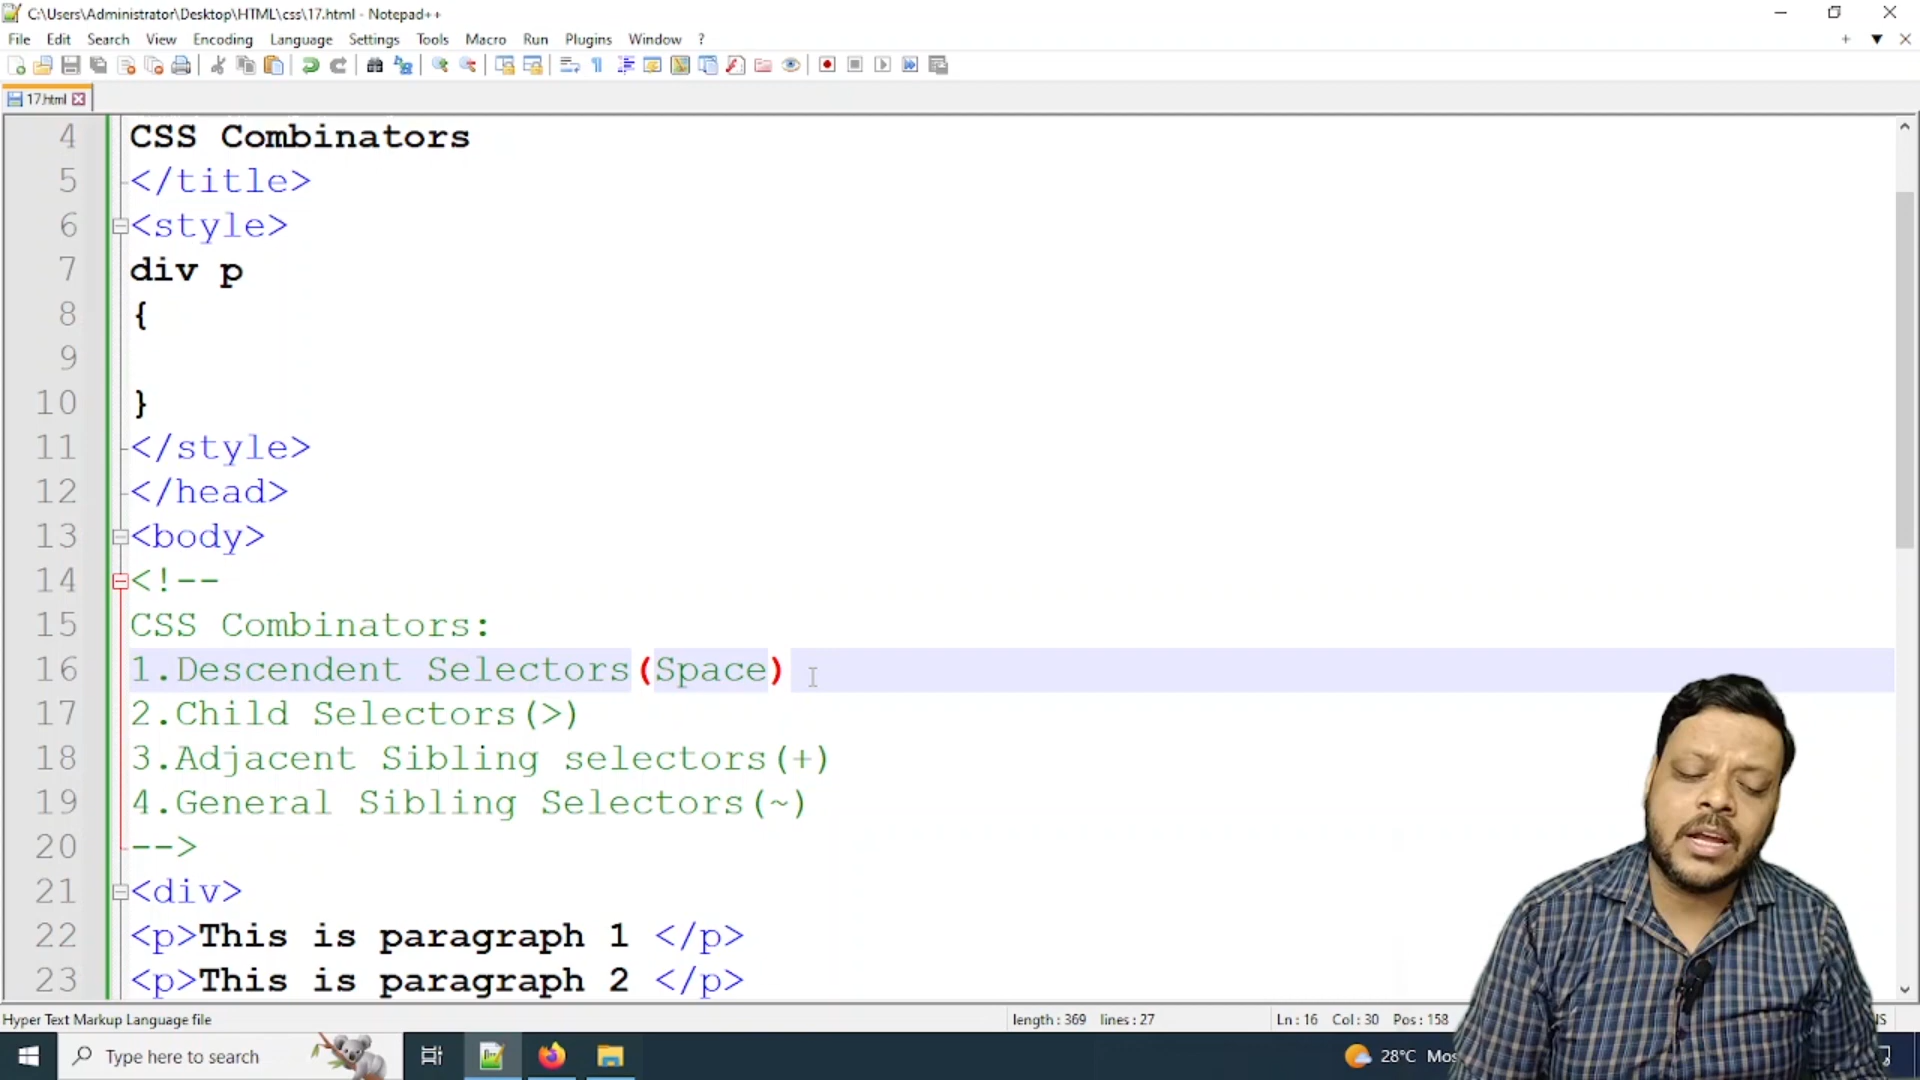 C:\Users\Administrator\Desktop\HTML\css\17.html - Notepad++
File Edit Search View Encoding Language Settings Tools Macro Run Plugins Window ?
17.html
4 CSS Combinators
5 </title>
6 <style>
7 div p
8 {
9
10 }
11 </style>
12 </head>
13 <body>
14 <!--
15 CSS Combinators:
16 1.Descendent Selectors(Space)
17 2.Child Selectors(>)
18 3.Adjacent Sibling selectors(+)
19 4.General Sibling Selectors(~)
20 -->
21 <div>
22 <p>This is paragraph 1 </p>
23 <p>This is paragraph 2 </p>
Hyper Text Markup Language file length : 369 lines : 27 Ln : 16 Col : 30 Pos : 158
Type here to search 28°C